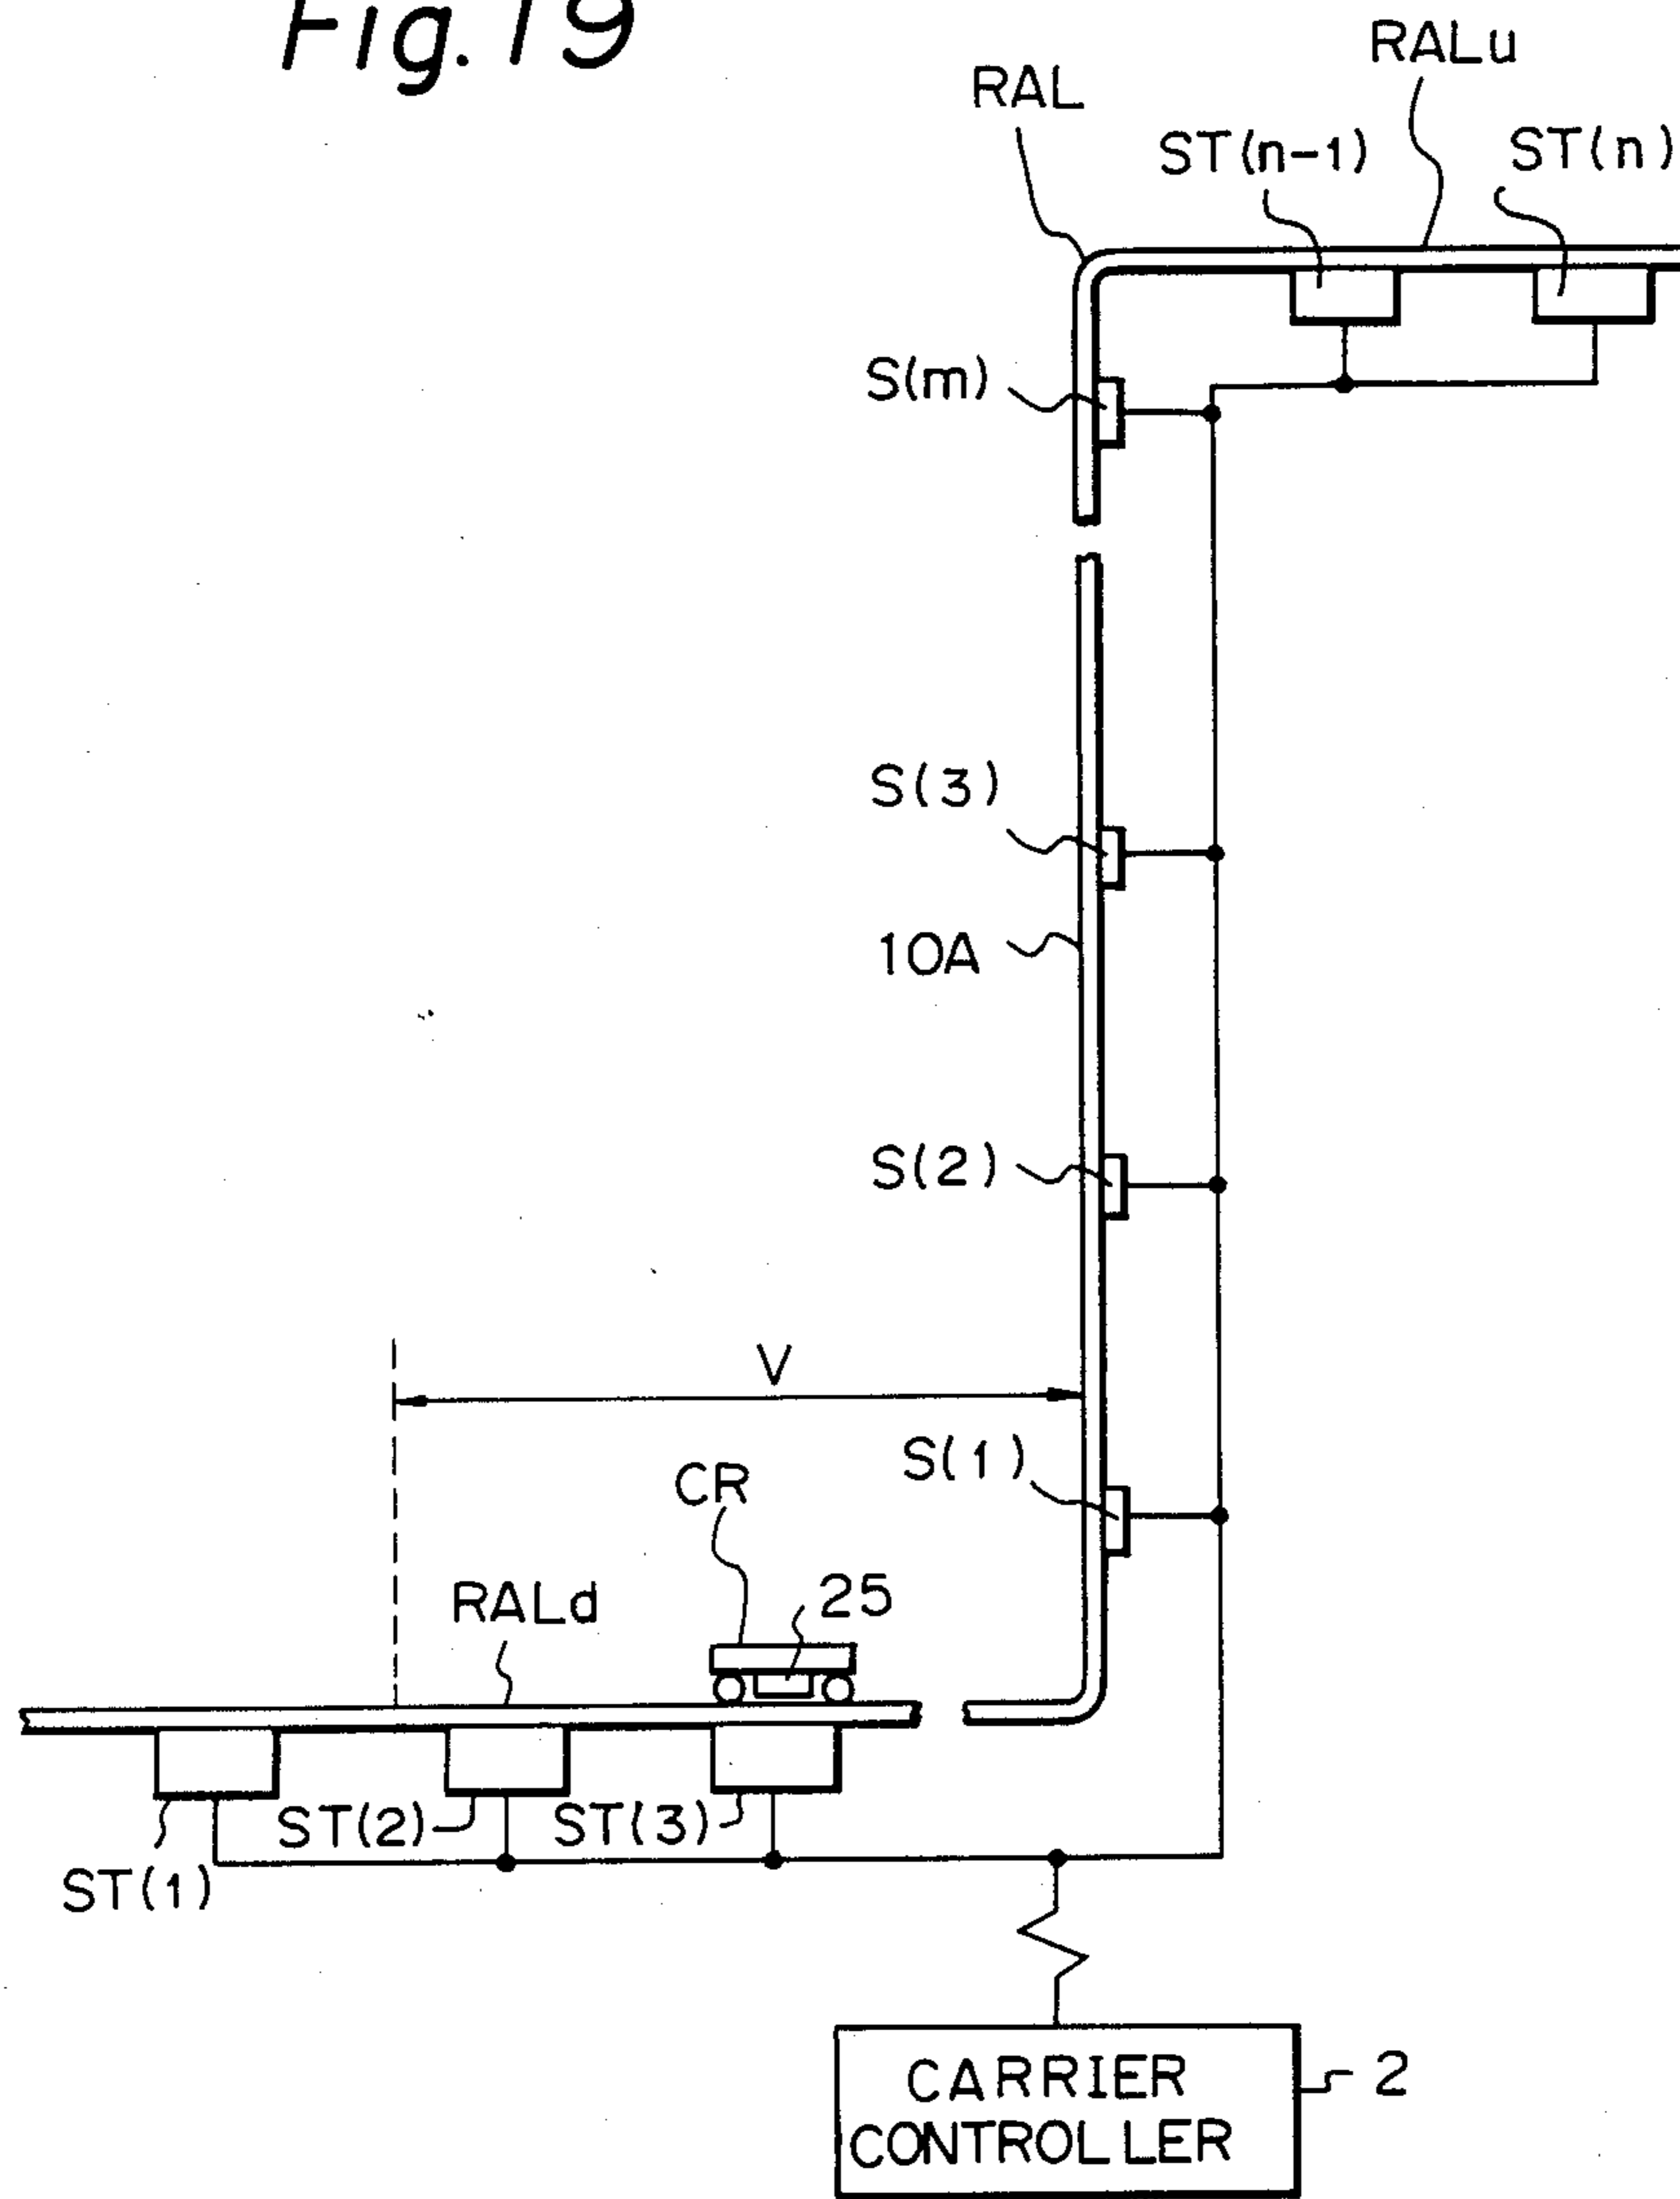 Fig. 19
RALu
RAL
ST(n-1)
ST(n)
S(m)
S(3)
10A
S(2)
V
S(1)
CR
25
RALd
ST(2)
ST(3)
ST(1)
CARRIER
CONTROLLER
2